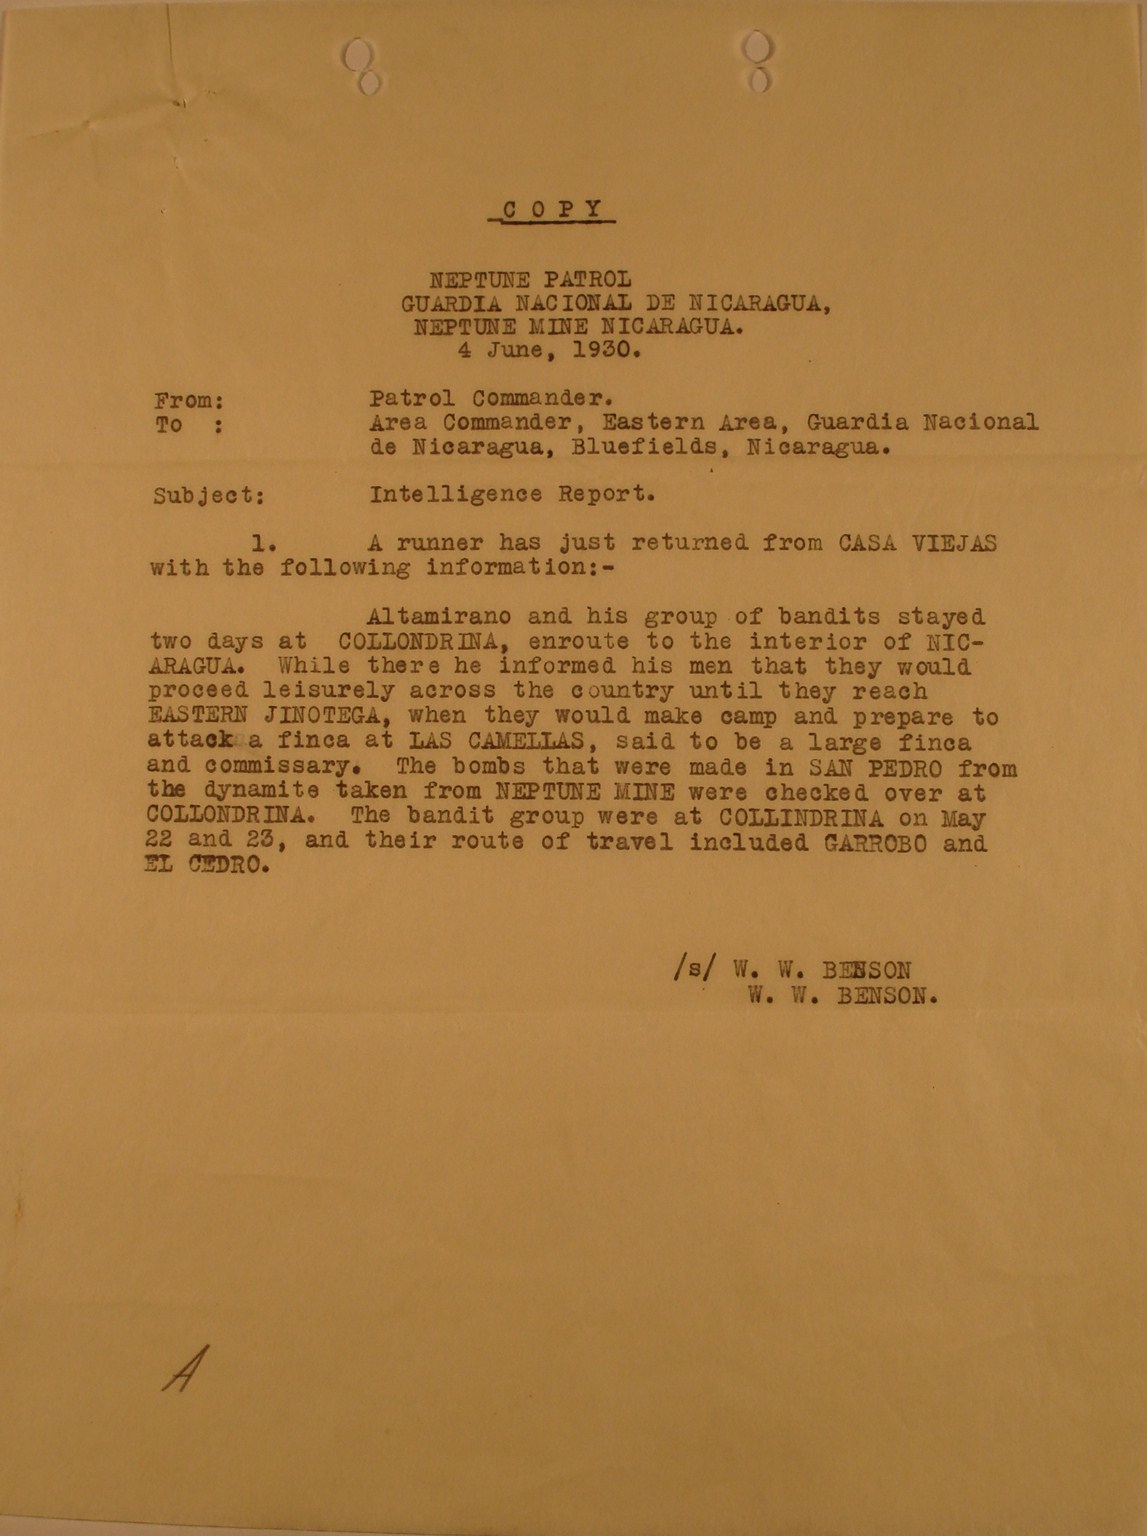 COPY
NEPTUNE PATROL
GUARDIA NACIONAL DE NICARAGUA,
NEPTUNE MINE NICARAGUA.
4 June, 1930.
From: Patrol Commander.
To : Area Commander, Eastern Area, Guardia Nacional
de Nicaragua, Bluefields, Nicaragua.
Subject: Intelligence Report.
1. A runner has just returned from CASA VIEJAS
with the following information:-
Altamirano and his group of bandits stayed
two days at COLLONDRINA, enroute to the interior of NIC-
ARAGUA. While there he informed his men that they would
proceed leisurely across the country until they reach
EASTERN JINOTEGA, when they would make camp and prepare to
attack a finca at LAS CAMELLAS, said to be a large finca
and commissary. The bombs that were made in SAN PEDRO from
the dynamite taken from NEPTUNE MINE were checked over at
COLLONDRINA. The bandit group were at COLLINDRINA on May
22 and 23, and their route of travel included GARROBO and
EL CEDRO.
/s/ W. W. BENSON
W. W. BENSON.
A